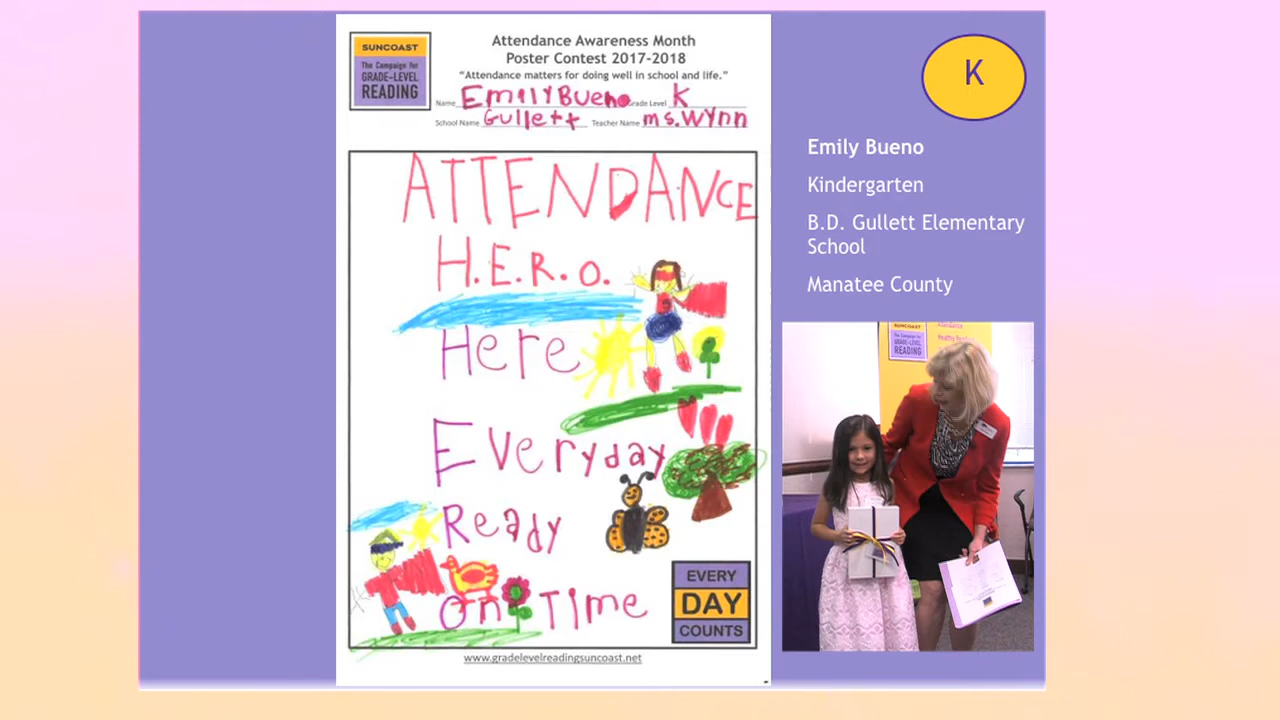 SUNCOAST
The Campaign for
GRADE-LEVEL
READING
Attendance Awareness Month
Poster Contest 2017-2018
“Attendance matters for doing well in school and life.”
Name Emily Bueno Grade Level K
School Name Gullett Teacher Name ms. Wynn
ATTENDANCE
H.E.R.O.
Here
Everyday
Ready
On Time
EVERY
DAY
COUNTS
www.gradelevelreadingsuncoast.net
K
Emily Bueno
Kindergarten
B.D. Gullett Elementary
School
Manatee County
SUNCOAST
The Campaign for
GRADE-LEVEL
READING
Attendance